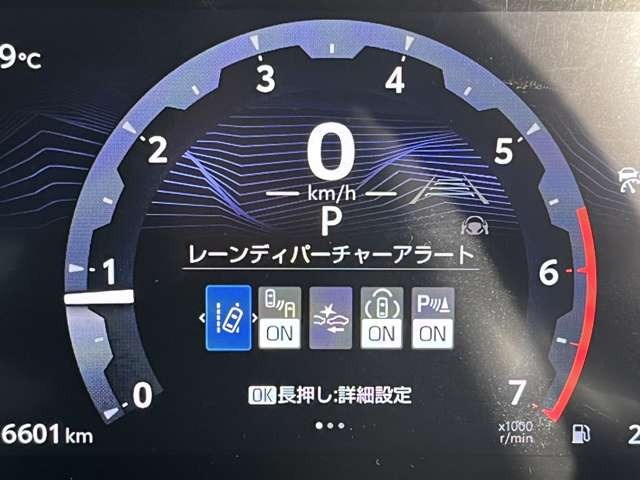 9℃
3 4
2 5
0
km/h
P
レーンディパーチャーアラート
1 6
A P
ON ON ON
OK 長押し:詳細設定
0 7
6601 km
x1000
r/min
2